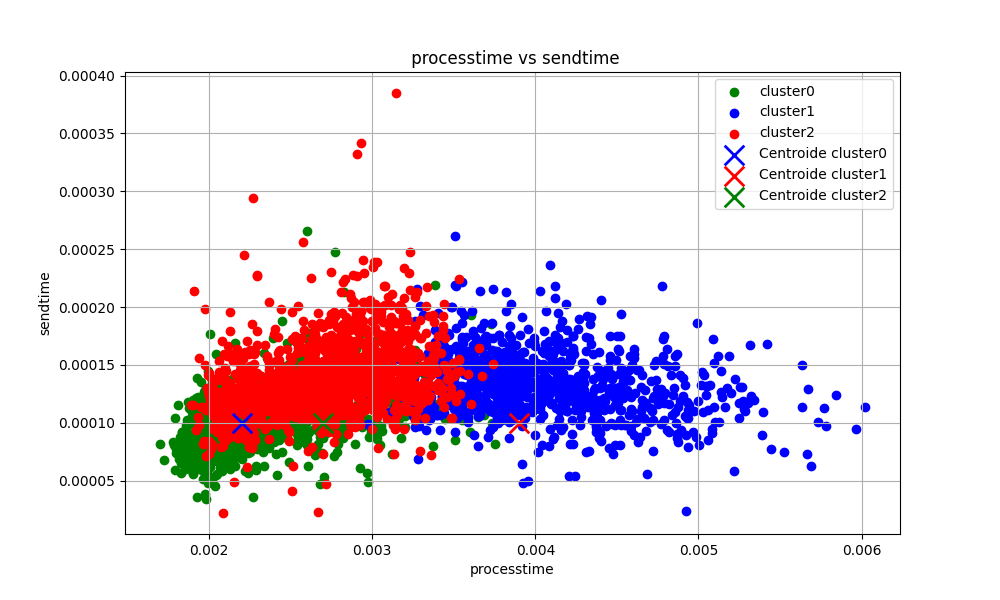 processtime vs sendtime
0.00040
0.00035
0.00030
0.00025
0.00020
0.00015
0.00010
0.00005
sendtime
cluster0
cluster1
cluster2
Centroide cluster0
Centroide cluster1
Centroide cluster2
0.002
0.003
0.004
0.005
0.006
processtime